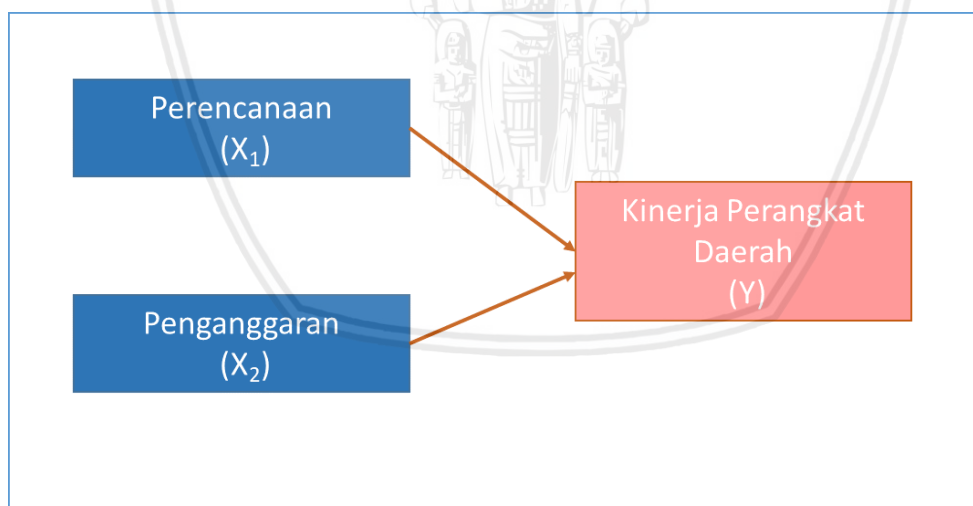 Perencanaan
(X₁)
Kinerja Perangkat
Daerah
(Y)
Penganggaran
(X₂)